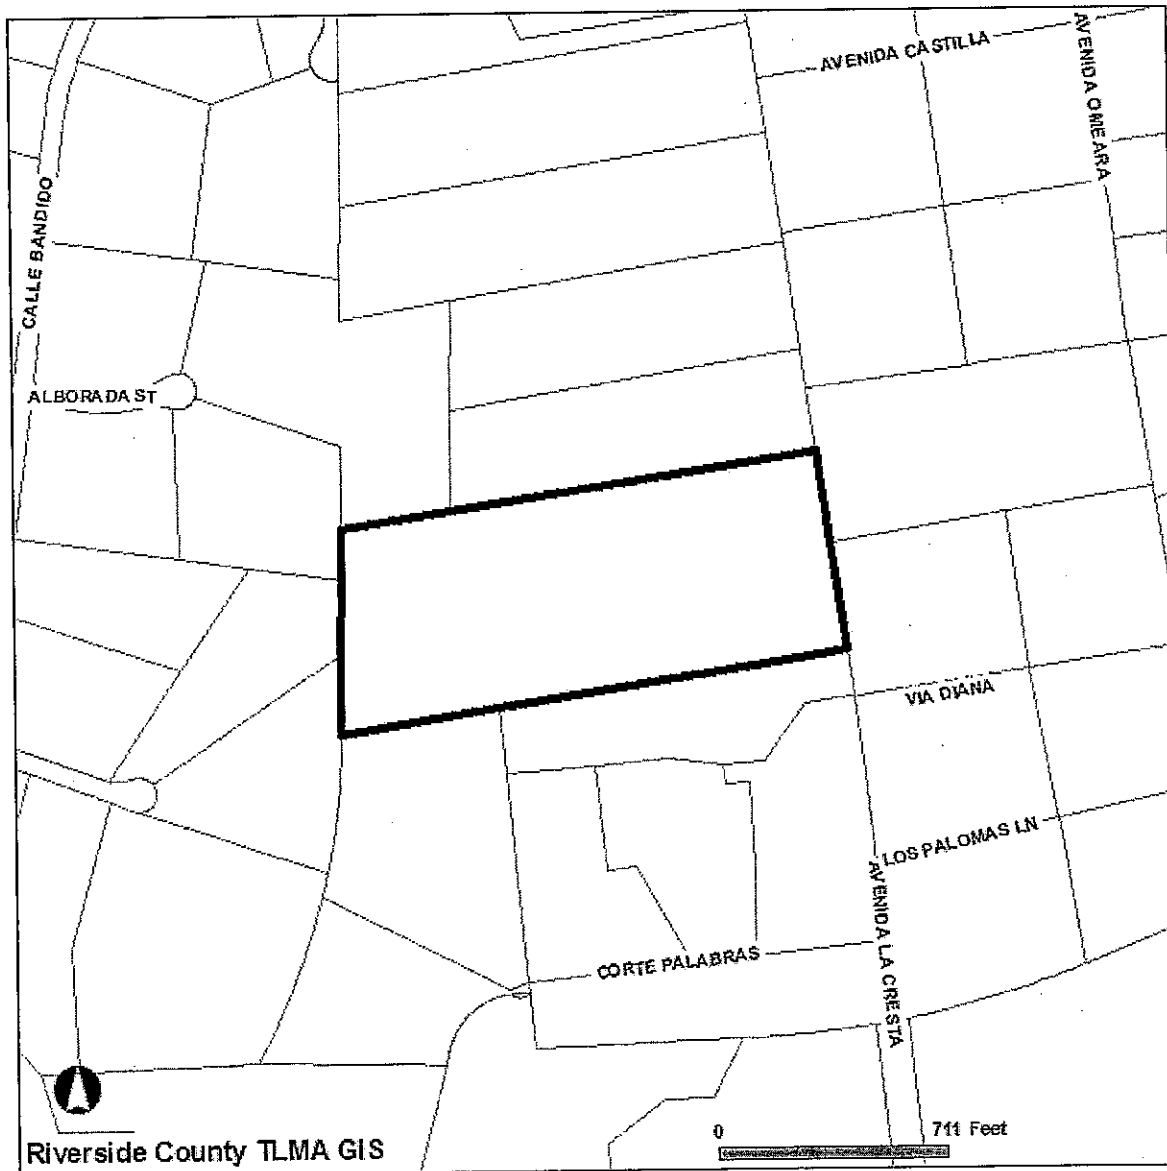 AVENIDA CASTILLA
AVENIDA OMEARA
CALLE BANDIDO
ALBORADA ST
VIA DIANA
LOS PALOMAS LN
AVENIDA LA CRESTA
CORTE PALABRAS
0 711 Feet
Riverside County TLMA GIS